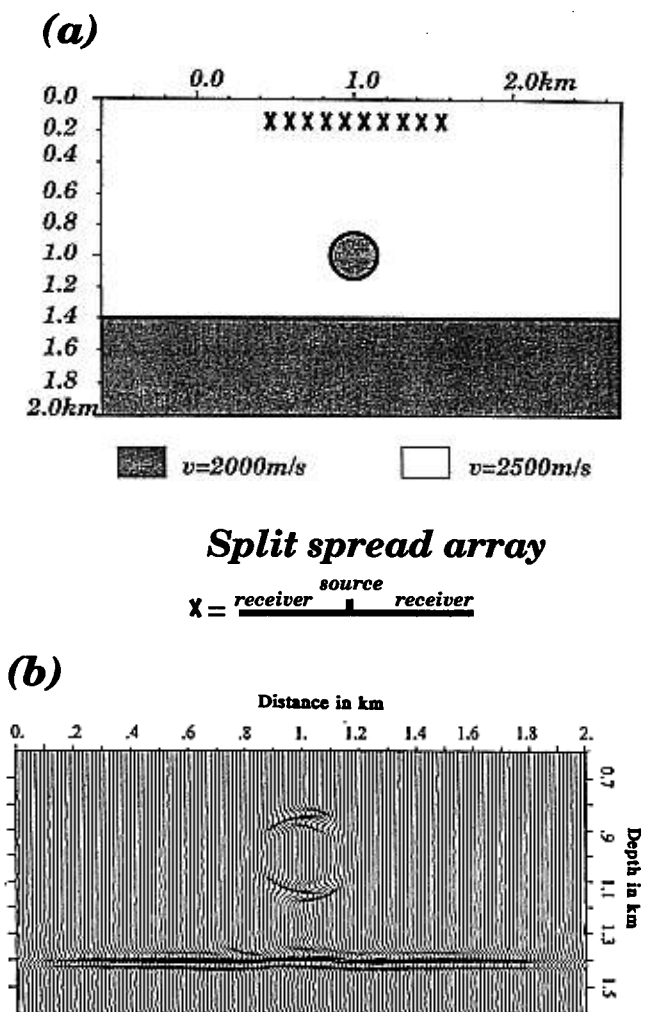 (a)
0.0 1.0 2.0km
0.0
0.2
X X X X X X X X X X
0.4
0.6
0.8
1.0
1.2
1.4
1.6
1.8
2.0km
v=2000m/s v=2500m/s
Split spread array
source
X = receiver receiver
(b)
Distance in km
0. .2 .4 .6 .8 1. 1.2 1.4 1.6 1.8 2.
0.7
.9
1.1
1.3
1.5
Depth in km